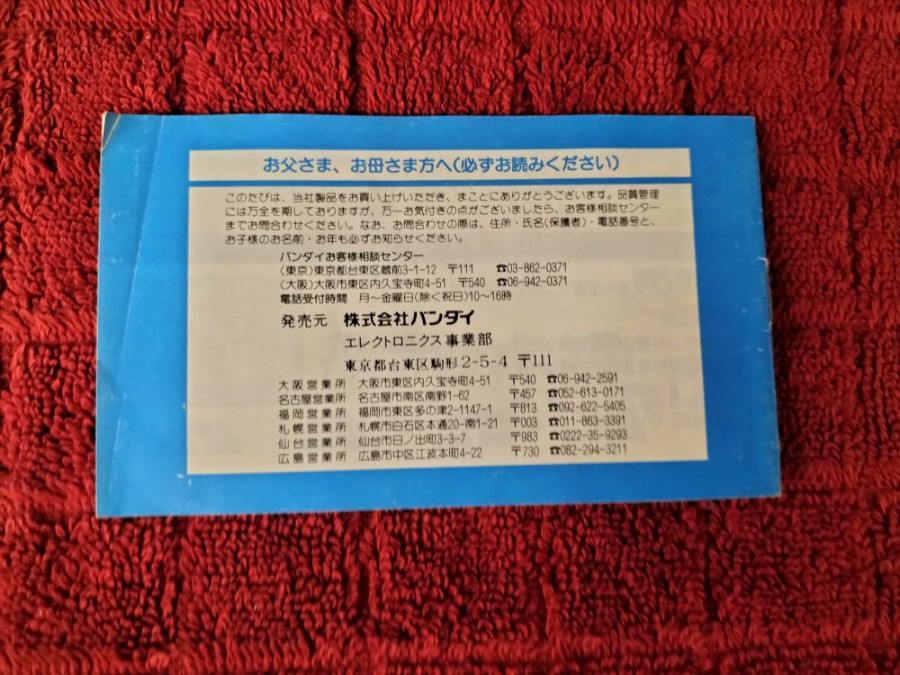 お父さま、お母さま方へ(必ずお読みください)
このたびは、当社製品をお買い上げいただき、まことにありがとうございます。品質管理
には万全を期しておりますが、万一お気付きの点がございましたら、お客様相談センター
までお問合わせください。なお、お問合わせの際は、住所・氏名(保護者)・電話番号と、
お子様のお名前・お年も必ずお知らせください。
バンダイお客様相談センター
(東京)東京都台東区蔵前3-1-12 〒111 ☎03-862-0371
(大阪)大阪市東区内久宝寺町4-51 〒540 ☎06-942-0371
電話受付時間 月〜金曜日(除く祝日)10〜16時
発売元 株式会社バンダイ
エレクトロニクス事業部
東京都台東区駒形2-5-4 〒111
大阪営業所 大阪市東区内久宝寺町4-51 〒540 ☎06-942-2591
名古屋営業所 名古屋市南区南野1-62 〒457 ☎052-613-0171
福岡営業所 福岡市東区多の津2-1147-1 〒813 ☎092-622-5405
札幌営業所 札幌市白石区本通20-南1-21 〒003 ☎011-863-3391
仙台営業所 仙台市日ノ出町3-3-7 〒983 ☎0222-35-9293
広島営業所 広島市中区江波本町4-22 〒730 ☎082-294-3211